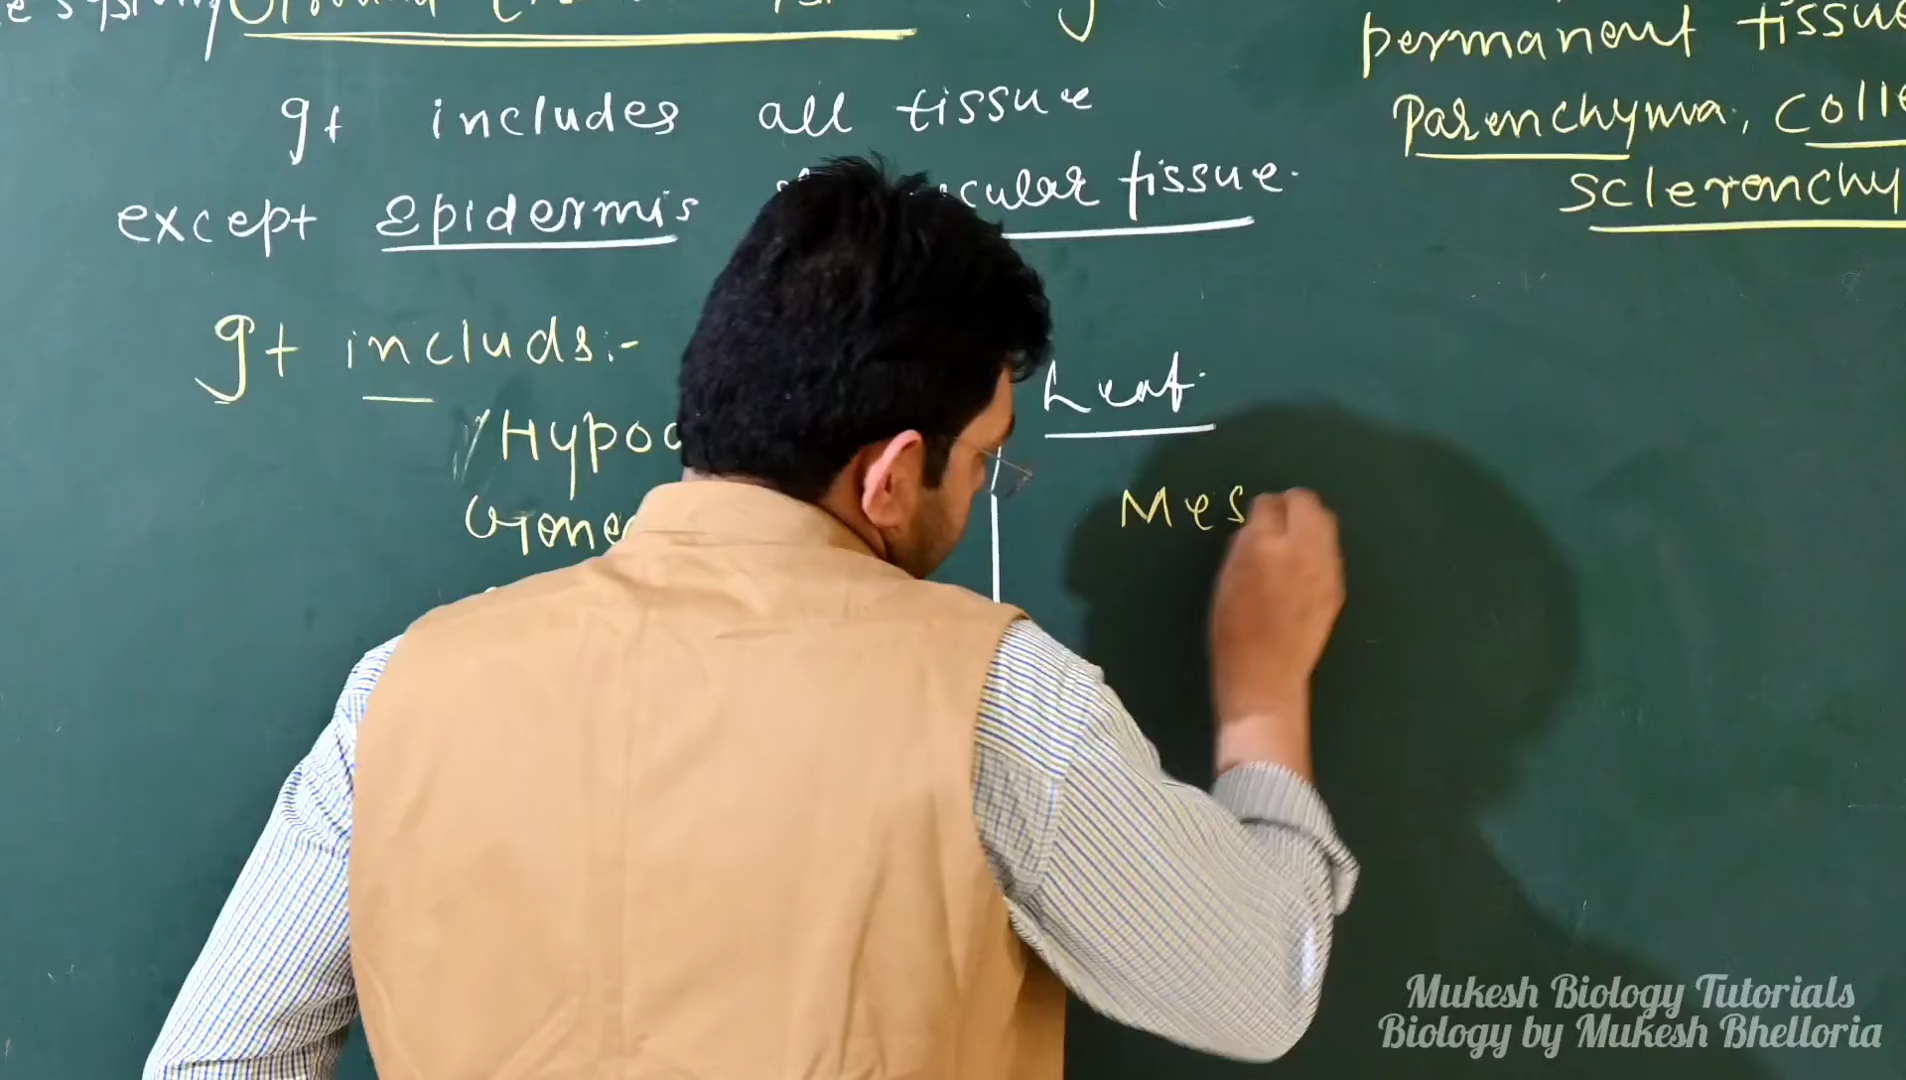 permanent tissue
It includes all tissue
Parenchyma, Colle
except Epidermis cular tissue.
Sclerenchy
It includs:-
Leaf.
Hypod
Mes
Gene
Mukesh Biology Tutorials
Biology by Mukesh Bhelloria